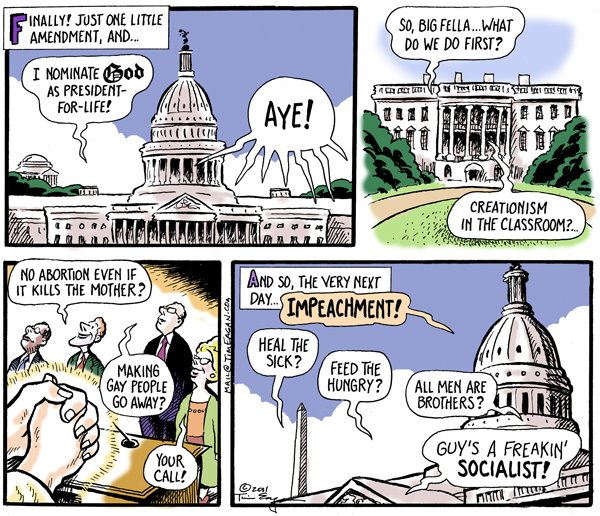 FINALLY! JUST ONE LITTLE
AMENDMENT, AND...
I NOMINATE God
AS PRESIDENT-
FOR-LIFE!
AYE!
SO, BIG FELLA...WHAT
DO WE DO FIRST?
CREATIONISM
IN THE CLASSROOM?...
NO ABORTION EVEN IF
IT KILLS THE MOTHER?
MAKING
GAY PEOPLE
GO AWAY?
YOUR
CALL!
MAIL@TIMEAGAN.COM
AND SO, THE VERY NEXT
DAY... IMPEACHMENT!
HEAL THE
SICK?
FEED THE
HUNGRY?
ALL MEN ARE
BROTHERS?
GUY'S A FREAKIN'
SOCIALIST!
©2011